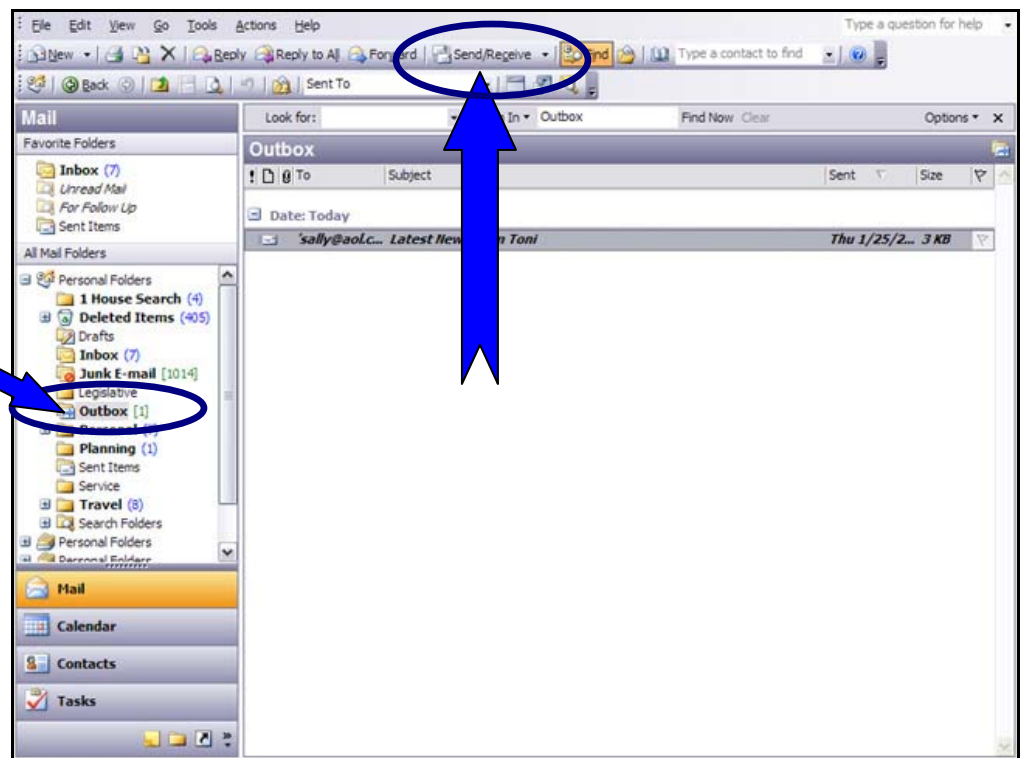 File Edit View Go Tools Actions Help Type a question for help
New Reply Reply to All Forward Send/Receive Find Type a contact to find
Back Sent To
Mail
Favorite Folders
Inbox (7)
Unread Mail
For Follow Up
Sent Items
All Mail Folders
Personal Folders
1 House Search (4)
Deleted Items (405)
Drafts
Inbox (7)
Junk E-mail [1014]
Legislative
Outbox [1]
Personal
Planning (1)
Sent Items
Service
Travel (8)
Search Folders
Personal Folders
Personal Folders
Mail
Calendar
Contacts
Tasks
Look for: In Outbox Find Now Clear Options
Outbox
! To Subject Sent Size
Date: Today
'sally@aol.c... Latest Toni Thu 1/25/2... 3 KB